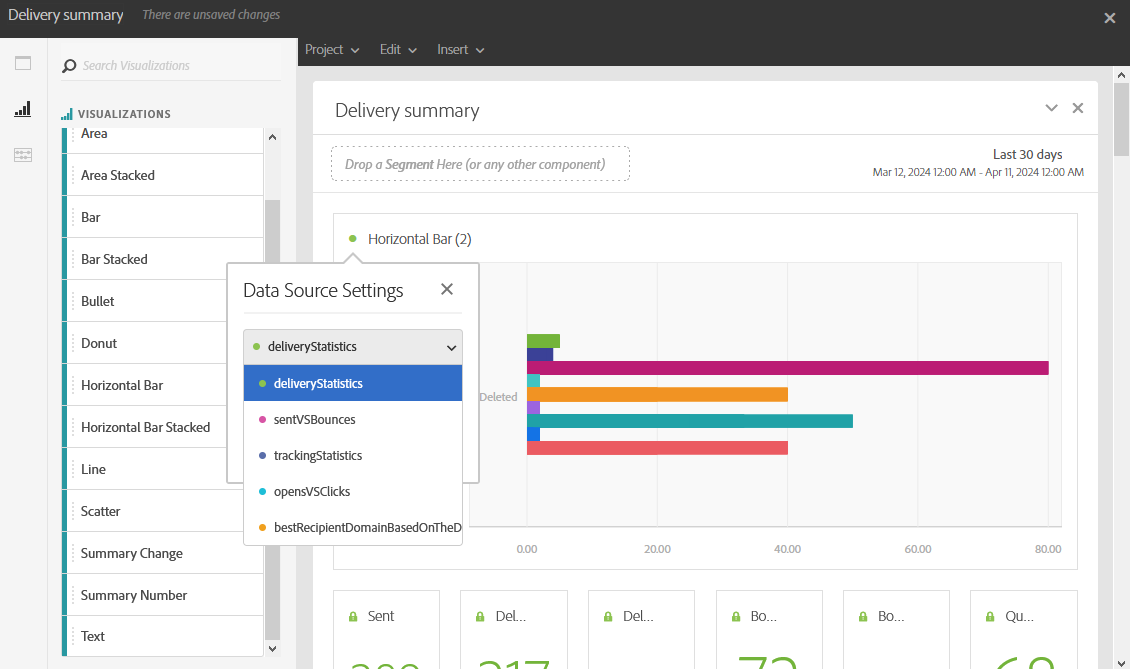 Delivery summary There are unsaved changes
Project Edit Insert
Search Visualizations
VISUALIZATIONS
Area
Area Stacked
Bar
Bar Stacked
Bullet
Donut
Horizontal Bar
Horizontal Bar Stacked
Line
Scatter
Summary Change
Summary Number
Text
Delivery summary
Drop a Segment Here (or any other component)
Last 30 days
Mar 12, 2024 12:00 AM - Apr 11, 2024 12:00 AM
Horizontal Bar (2)
Data Source Settings
deliveryStatistics
deliveryStatistics
sentVSBounces
trackingStatistics
opensVSClicks
bestRecipientDomainBasedOnTheD
Deleted
0.00 20.00 40.00 60.00 80.00
Sent Del... Del... Bo... Bo... Qu...